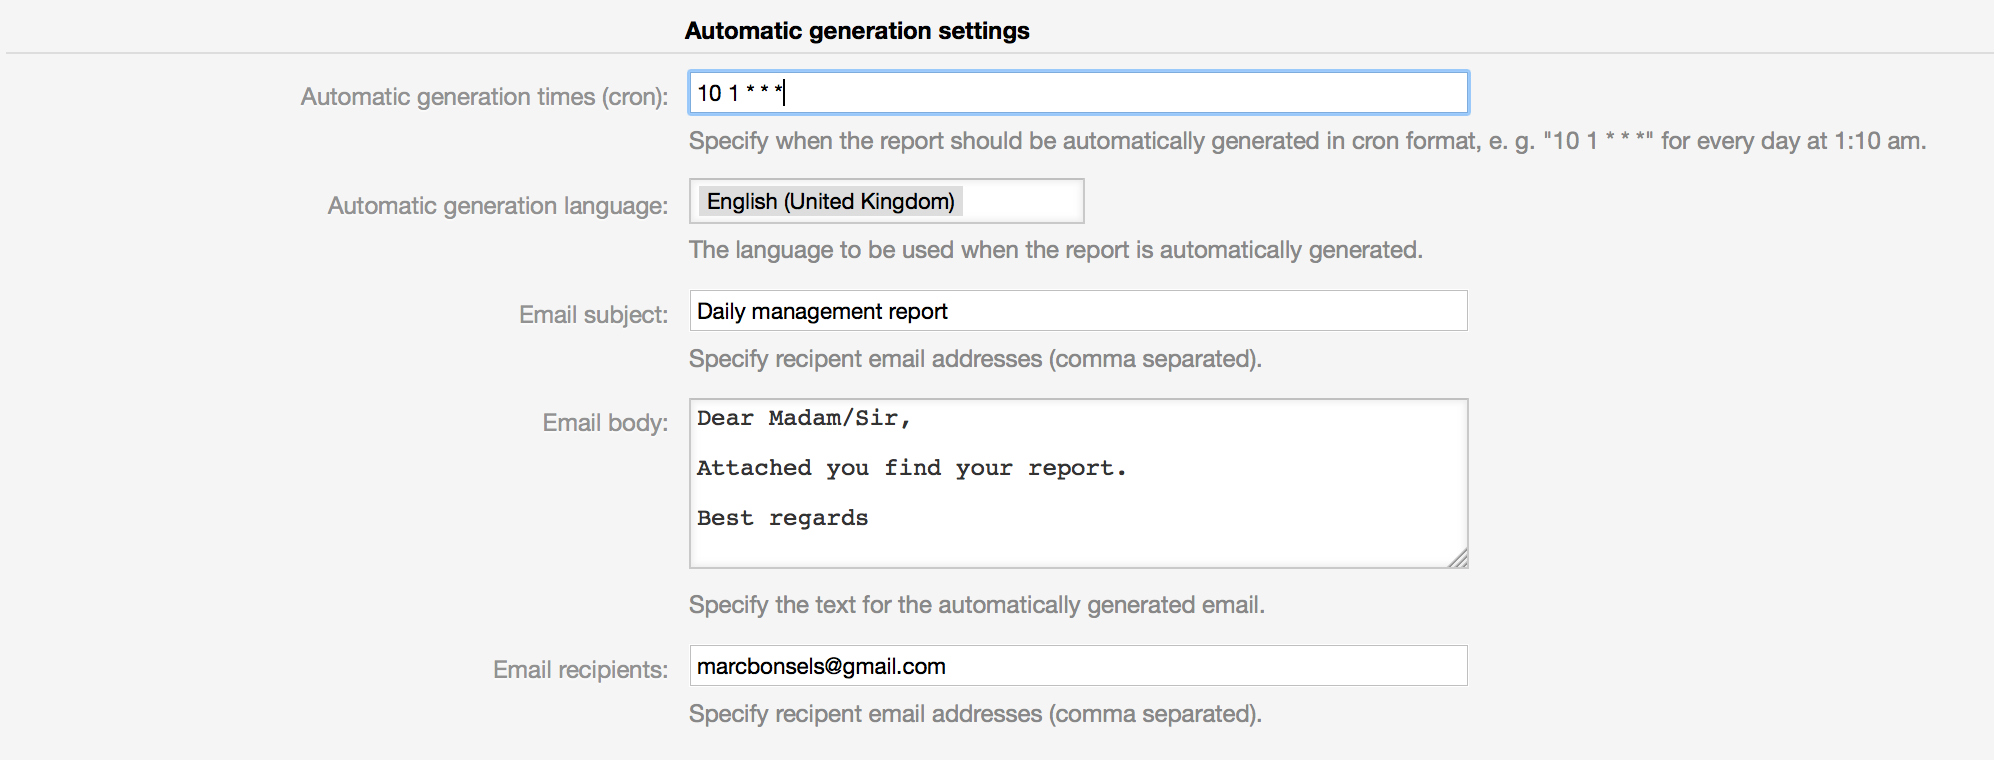 Automatic generation settings
Automatic generation times (cron):
10 1 * * *
Specify when the report should be automatically generated in cron format, e. g. "10 1 * * *" for every day at 1:10 am.
Automatic generation language:
English (United Kingdom)
The language to be used when the report is automatically generated.
Email subject:
Daily management report
Specify recipent email addresses (comma separated).
Email body:
Dear Madam/Sir,
Attached you find your report.
Best regards
Specify the text for the automatically generated email.
Email recipients:
marcbonsels@gmail.com
Specify recipent email addresses (comma separated).